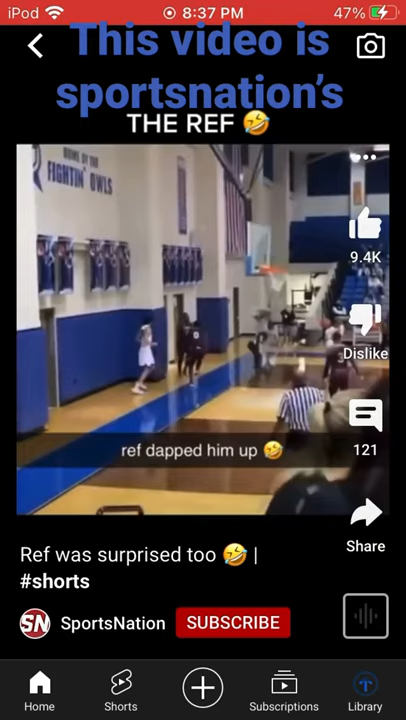 iPod
8:37 PM
47%
This video is
sportsnation's
THE REF 🤣
FIGHTIN' OWLS
9.4K
Dislike
ref dapped him up 🤣
121
Share
Ref was surprised too 🤣 |
#shorts
SN SportsNation SUBSCRIBE
Home Shorts Subscriptions Library